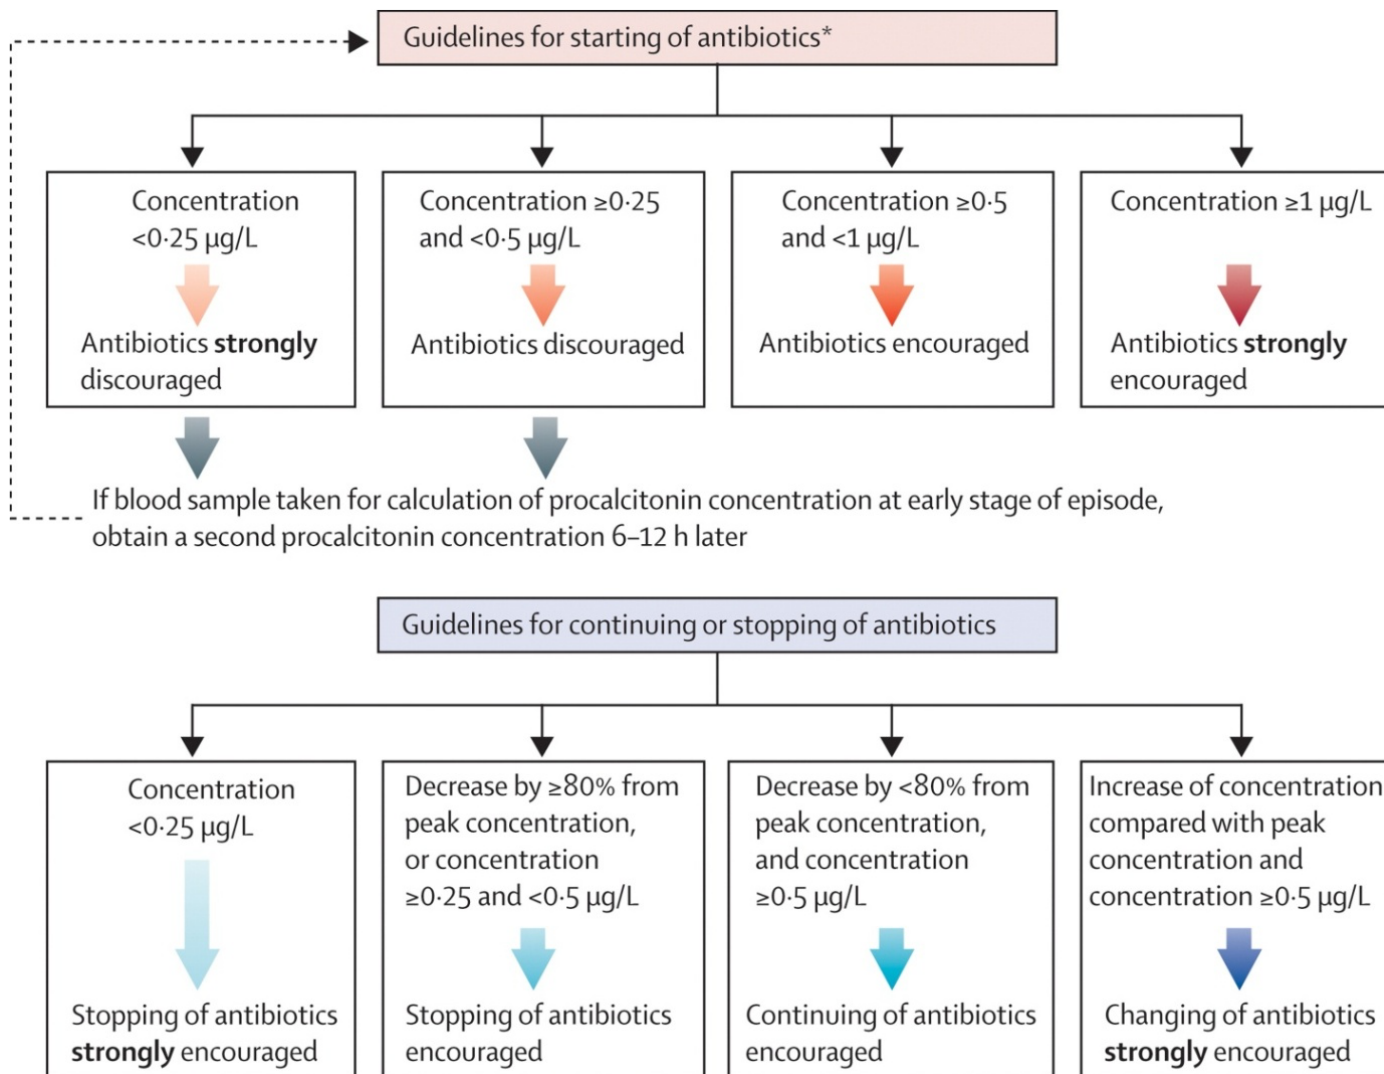 Guidelines for starting of antibiotics*
Concentration
<0·25 µg/L
Antibiotics strongly
discouraged
Concentration ≥0·25
and <0·5 µg/L
Antibiotics discouraged
Concentration ≥0·5
and <1 µg/L
Antibiotics encouraged
Concentration ≥1 µg/L
Antibiotics strongly
encouraged
If blood sample taken for calculation of procalcitonin concentration at early stage of episode,
obtain a second procalcitonin concentration 6–12 h later
Guidelines for continuing or stopping of antibiotics
Concentration
<0·25 µg/L
Stopping of antibiotics
strongly encouraged
Decrease by ≥80% from
peak concentration,
or concentration
≥0·25 and <0·5 µg/L
Stopping of antibiotics
encouraged
Decrease by <80% from
peak concentration,
and concentration
≥0·5 µg/L
Continuing of antibiotics
encouraged
Increase of concentration
compared with peak
concentration and
concentration ≥0·5 µg/L
Changing of antibiotics
strongly encouraged